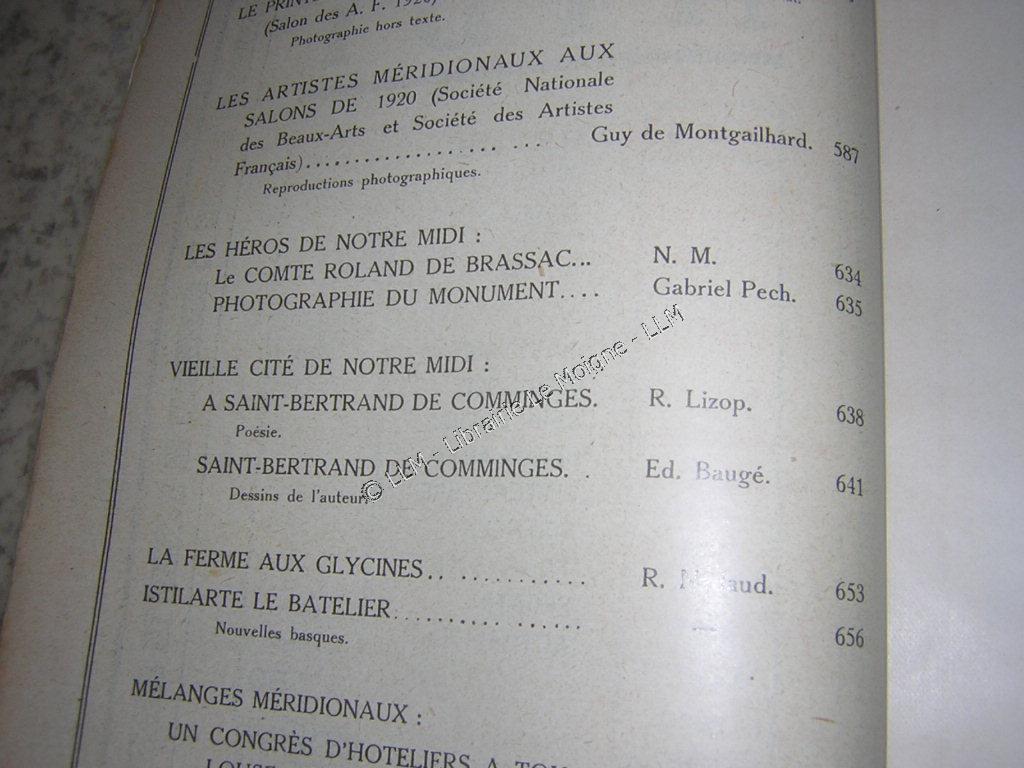 LE
(Salon des A. F. 1920)
Photographie hors texte.
LES ARTISTES MÉRIDIONAUX AUX
SALONS DE 1920 (Société Nationale
des Beaux-Arts et Société des Artistes
Français).................. ... Guy de Montgailhard. 587
Reproductions photographiques.
LES HÉROS DE NOTRE MIDI :
Le COMTE ROLAND DE BRASSAC... N. M. 634
PHOTOGRAPHIE DU MONUMENT.... Gabriel Pech. 635
VIEILLE CITÉ DE NOTRE MIDI :
A SAINT-BERTRAND DE COMMINGES. R. Lizop. 638
Poésie.
SAINT-BERTRAND DE COMMINGES. . Ed. Baugé. 641
Dessins de l'auteur.
LA FERME AUX GLYCINES.. ........... R. 653
ISTILARTE LE BATELIER........... ...... — 656
Nouvelles basques.
MÉLANGES MÉRIDIONAUX :
UN CONGRÈS D'HOTELIERS A
© LLM - Librairie Le Moigne - LLM